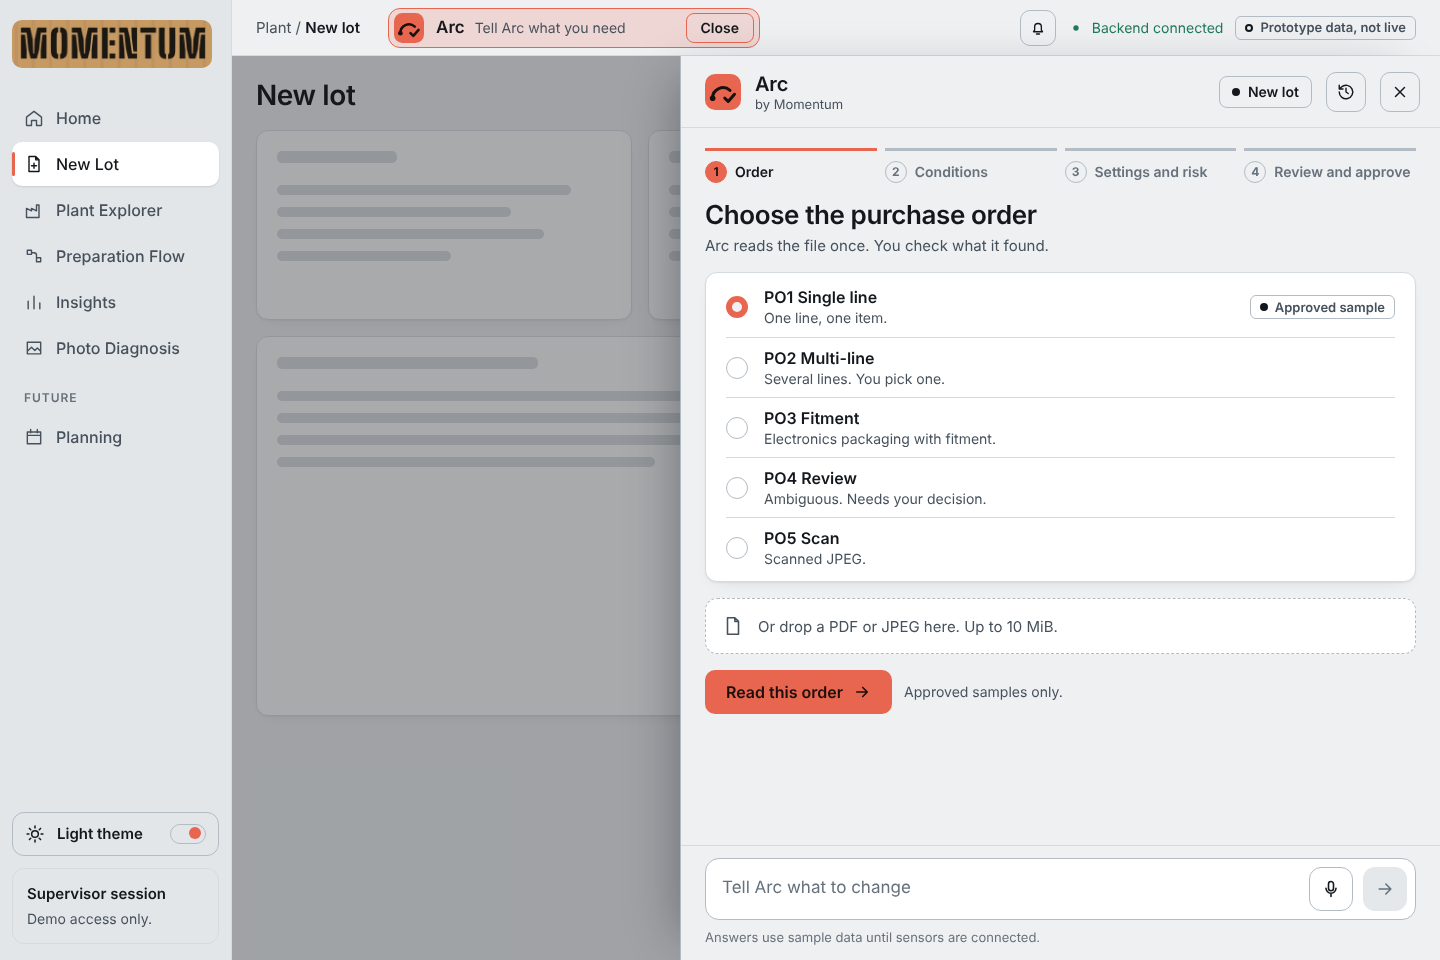 MOMENTUM
Home
New Lot
Plant Explorer
Preparation Flow
Insights
Photo Diagnosis
FUTURE
Planning
Light theme
Supervisor session
Demo access only.
Plant / New lot
Arc Tell Arc what you need Close
Backend connected
Prototype data, not live
New lot
Arc
by Momentum
New lot
1 Order
2 Conditions
3 Settings and risk
4 Review and approve
Choose the purchase order
Arc reads the file once. You check what it found.
PO1 Single line
One line, one item.
Approved sample
PO2 Multi-line
Several lines. You pick one.
PO3 Fitment
Electronics packaging with fitment.
PO4 Review
Ambiguous. Needs your decision.
PO5 Scan
Scanned JPEG.
Or drop a PDF or JPEG here. Up to 10 MiB.
Read this order
Approved samples only.
Tell Arc what to change
Answers use sample data until sensors are connected.